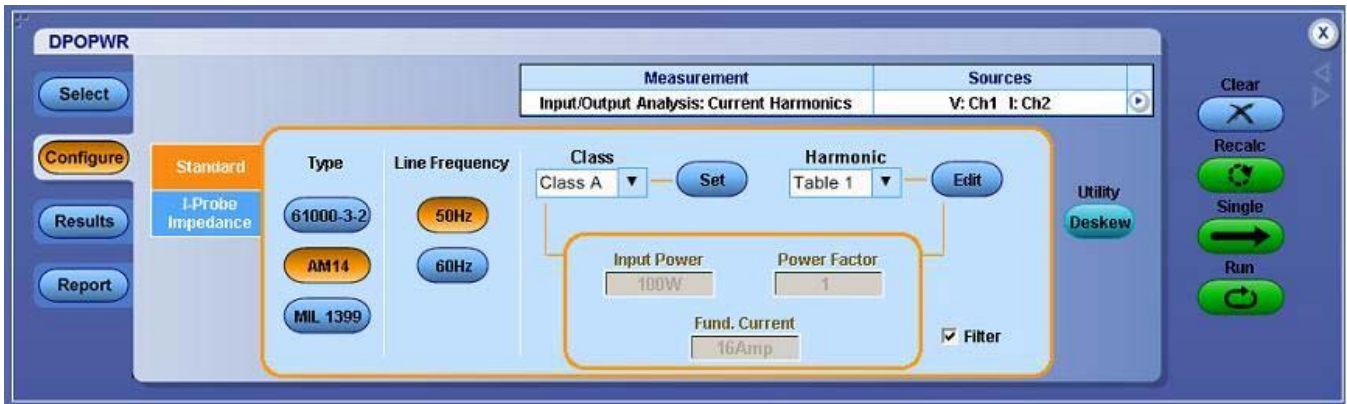 DPOPWR
X
Select
Configure
Results
Report
Measurement
Sources
Input/Output Analysis: Current Harmonics
V: Ch1 I: Ch2
Standard
I-Probe
Impedance
Type
61000-3-2
AM14
MIL 1399
Line Frequency
50Hz
60Hz
Class
Class A
Set
Harmonic
Table 1
Edit
Input Power
100W
Power Factor
1
Fund. Current
16Amp
Filter
Utility
Deskew
Clear
Recalc
Single
Run